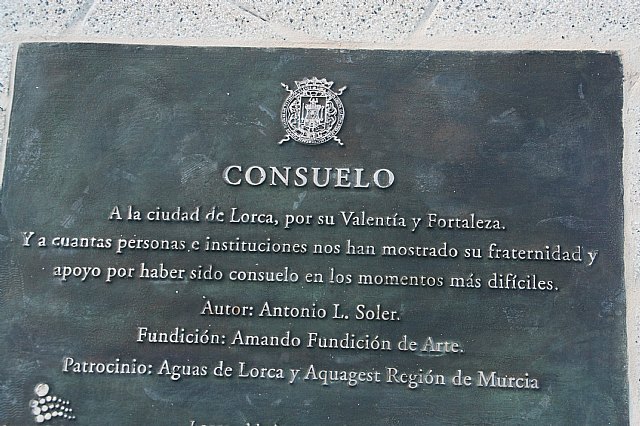 CONSUELO
A la ciudad de Lorca, por su Valentía y Fortaleza.
Y a cuantas personas e instituciones nos han mostrado su fraternidad y
apoyo por haber sido consuelo en los momentos más difíciles.
Autor: Antonio L. Soler.
Fundición: Amando Fundición de Arte.
Patrocinio: Aguas de Lorca y Aquagest Región de Murcia